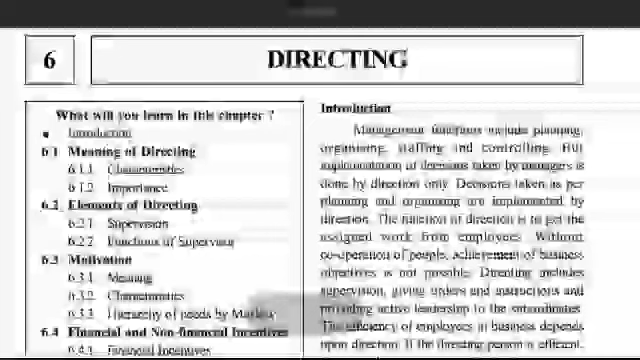 6
DIRECTING
What will you learn in this chapter ?
• Introduction
6.1 Meaning of Directing
6.1.1 Characteristics
6.1.2 Importance
6.2 Elements of Directing
6.2.1 Supervision
6.2.2 Functions of Supervisor
6.3 Motivation
6.3.1 Meaning
6.3.2 Characteristics
6.3.3 Hierarchy of needs by Maslow
6.4 Financial and Non-financial Incentives
6.4.1 Financial Incentives
Introduction
Management functions include planning,
organising, staffing and controlling. But
implementation of decisions taken by managers is
done by direction only. Decisions taken as per
planning and organising are implemented by
direction. The function of direction is to get the
assigned work from employees. Without
co-operation of people, achievement of business
objectives is not possible. Directing includes
supervision, giving orders and instructions and
providing active leadership to the subordinates.
The efficiency of employees in business depends
upon direction. If the directing person is efficient,